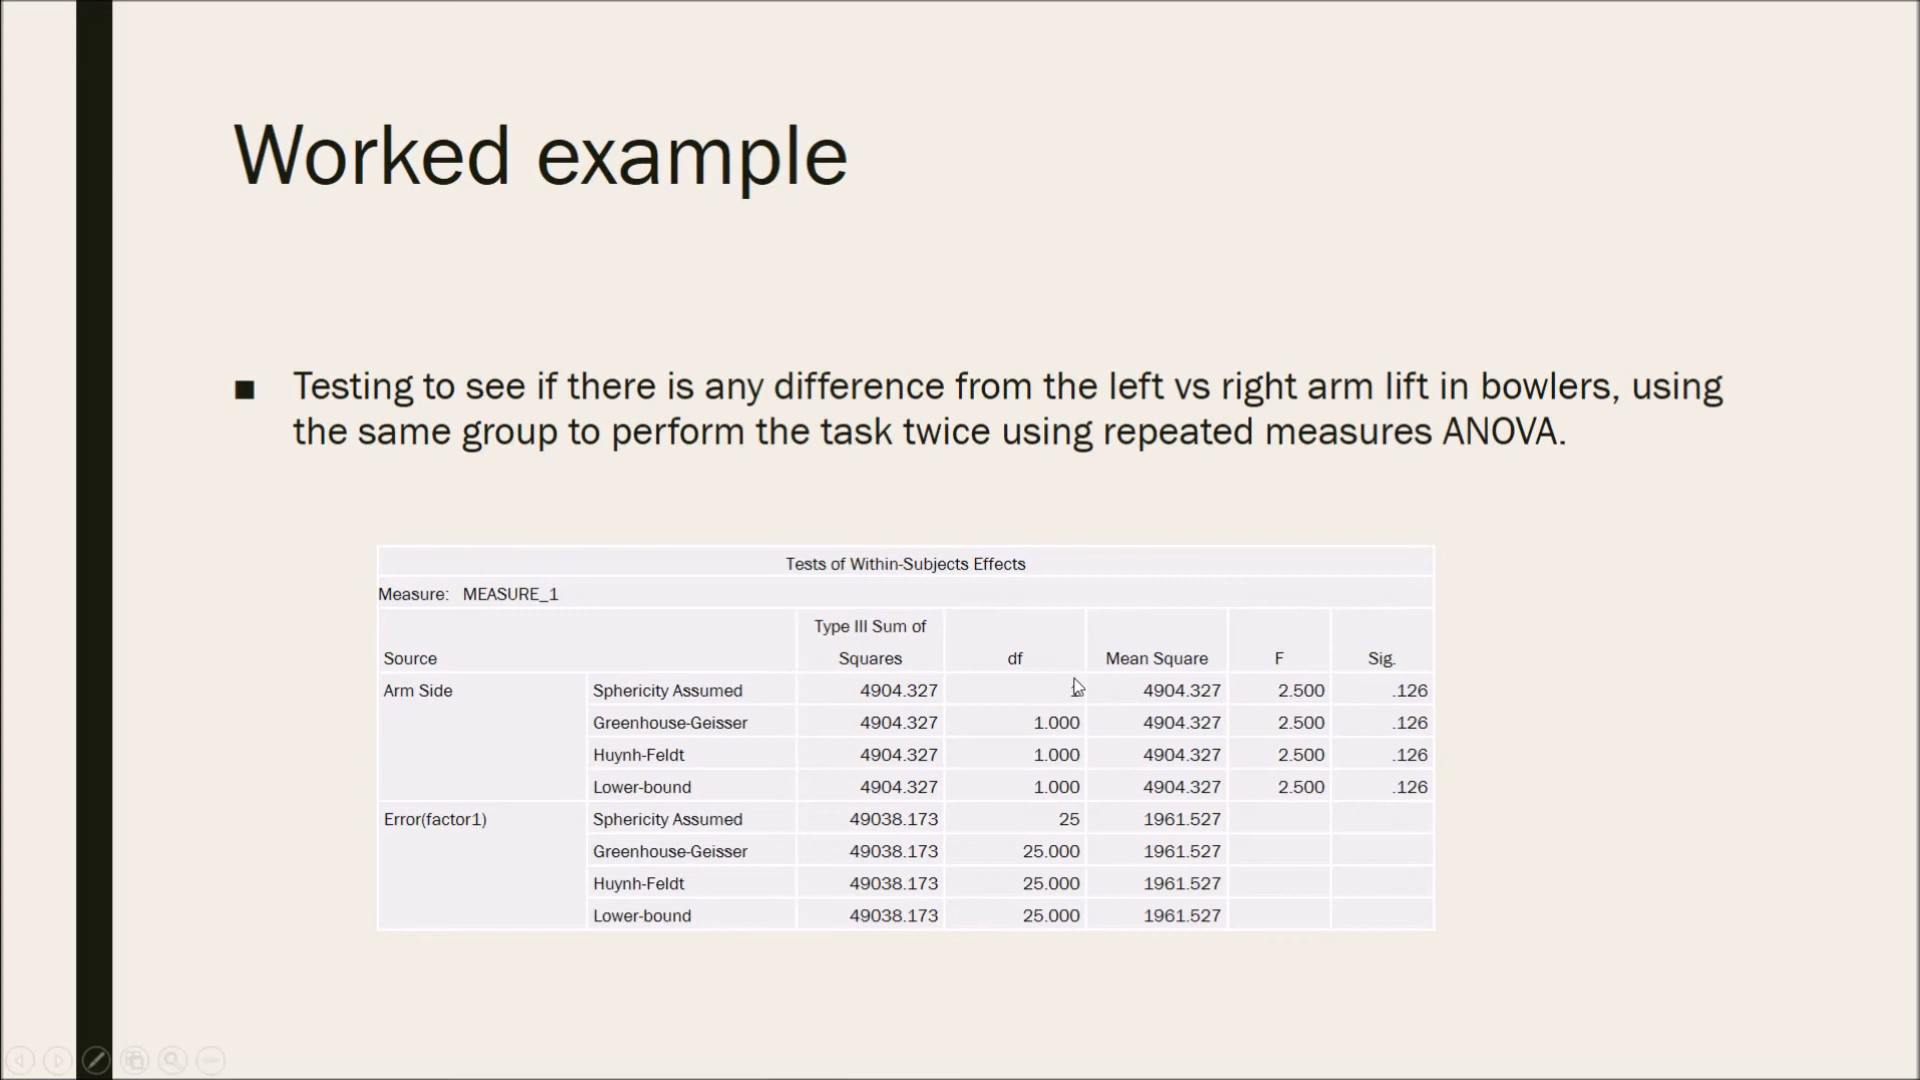 Worked example
■ Testing to see if there is any difference from the left vs right arm lift in bowlers, using
the same group to perform the task twice using repeated measures ANOVA.
Tests of Within-Subjects Effects
Measure: MEASURE_1
Source Type III Sum of Squares df Mean Square F Sig.
Arm Side Sphericity Assumed 4904.327 4904.327 2.500 .126
Greenhouse-Geisser 4904.327 1.000 4904.327 2.500 .126
Huynh-Feldt 4904.327 1.000 4904.327 2.500 .126
Lower-bound 4904.327 1.000 4904.327 2.500 .126
Error(factor1) Sphericity Assumed 49038.173 25 1961.527
Greenhouse-Geisser 49038.173 25.000 1961.527
Huynh-Feldt 49038.173 25.000 1961.527
Lower-bound 49038.173 25.000 1961.527